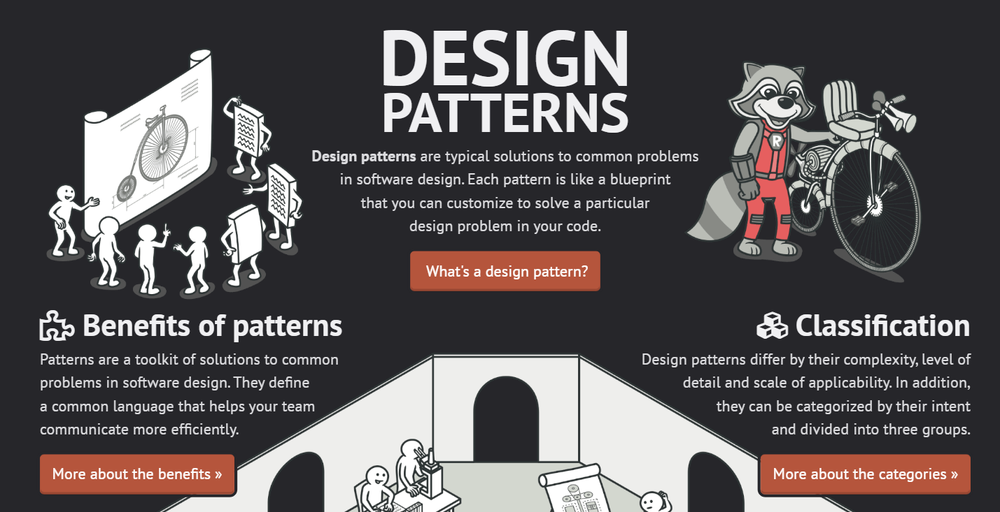 DESIGN
PATTERNS
Design patterns are typical solutions to common problems
in software design. Each pattern is like a blueprint
that you can customize to solve a particular
design problem in your code.
What's a design pattern?
R
Benefits of patterns
Patterns are a toolkit of solutions to common
problems in software design. They define
a common language that helps your team
communicate more efficiently.
More about the benefits »
Classification
Design patterns differ by their complexity, level of
detail and scale of applicability. In addition,
they can be categorized by their intent
and divided into three groups.
More about the categories »